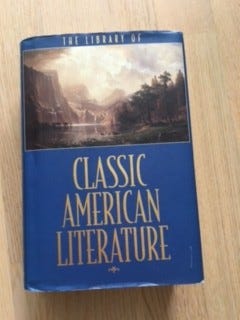 THE LIBRARY OF
CLASSIC
AMERICAN
LITERATURE